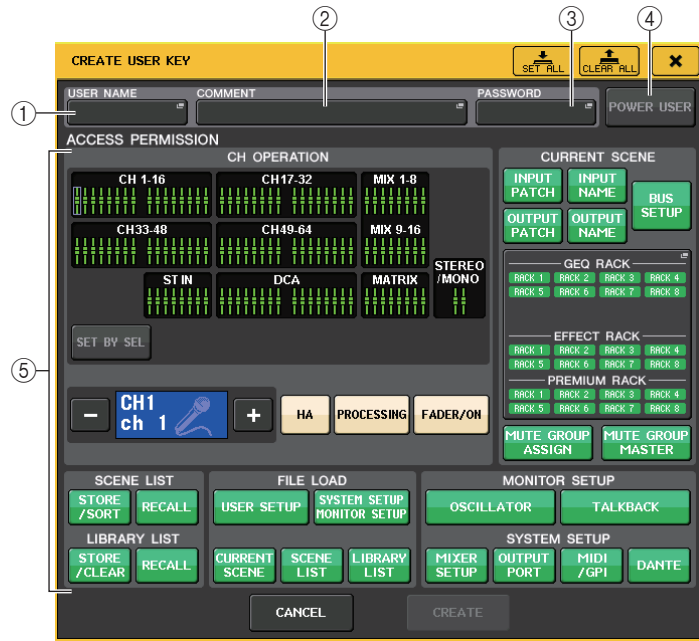 ① ② ③ ④
CREATE USER KEY
SET ALL
CLEAR ALL
USER NAME
COMMENT
PASSWORD
POWER USER
⑤
ACCESS PERMISSION
CH OPERATION
CH 1-16
CH17-32
MIX 1-8
CH33-48
CH49-64
MIX 9-16
ST IN
DCA
MATRIX
STEREO
/MONO
SET BY SEL
CH1
ch 1
HA
PROCESSING
FADER/ON
CURRENT SCENE
INPUT
PATCH
INPUT
NAME
BUS
SETUP
OUTPUT
PATCH
OUTPUT
NAME
GEQ RACK
RACK 1 RACK 2 RACK 3 RACK 4
RACK 5 RACK 6 RACK 7 RACK 8
EFFECT RACK
RACK 1 RACK 2 RACK 3 RACK 4
RACK 5 RACK 6 RACK 7 RACK 8
PREMIUM RACK
RACK 1 RACK 2 RACK 3 RACK 4
RACK 5 RACK 6 RACK 7 RACK 8
MUTE GROUP
ASSIGN
MUTE GROUP
MASTER
SCENE LIST
STORE
/SORT
RECALL
LIBRARY LIST
STORE
/CLEAR
RECALL
FILE LOAD
USER SETUP
SYSTEM SETUP
MONITOR SETUP
CURRENT
SCENE
SCENE
LIST
LIBRARY
LIST
MONITOR SETUP
OSCILLATOR
TALKBACK
SYSTEM SETUP
MIXER
SETUP
OUTPUT
PORT
MIDI
/GPI
DANTE
CANCEL
CREATE